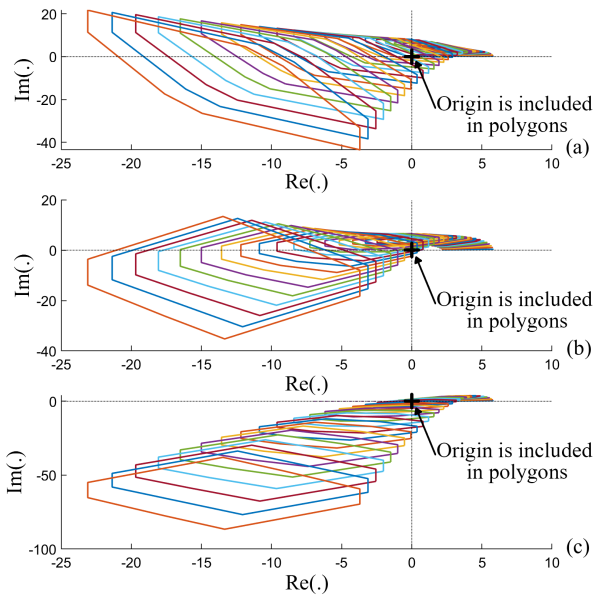 20
0
-20
-40
Im(.)
-25 -20 -15 -10 -5 0 5 10
Re(.)
Origin is included
in polygons
(a)
20
0
-20
-40
Im(.)
-25 -20 -15 -10 -5 0 5 10
Re(.)
Origin is included
in polygons
(b)
0
-50
-100
Im(.)
-25 -20 -15 -10 -5 0 5 10
Re(.)
Origin is included
in polygons
(c)